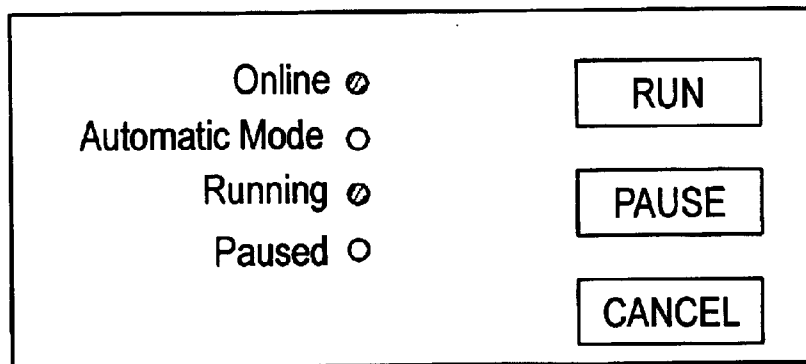 Online
Automatic Mode
Running
Paused
RUN
PAUSE
CANCEL